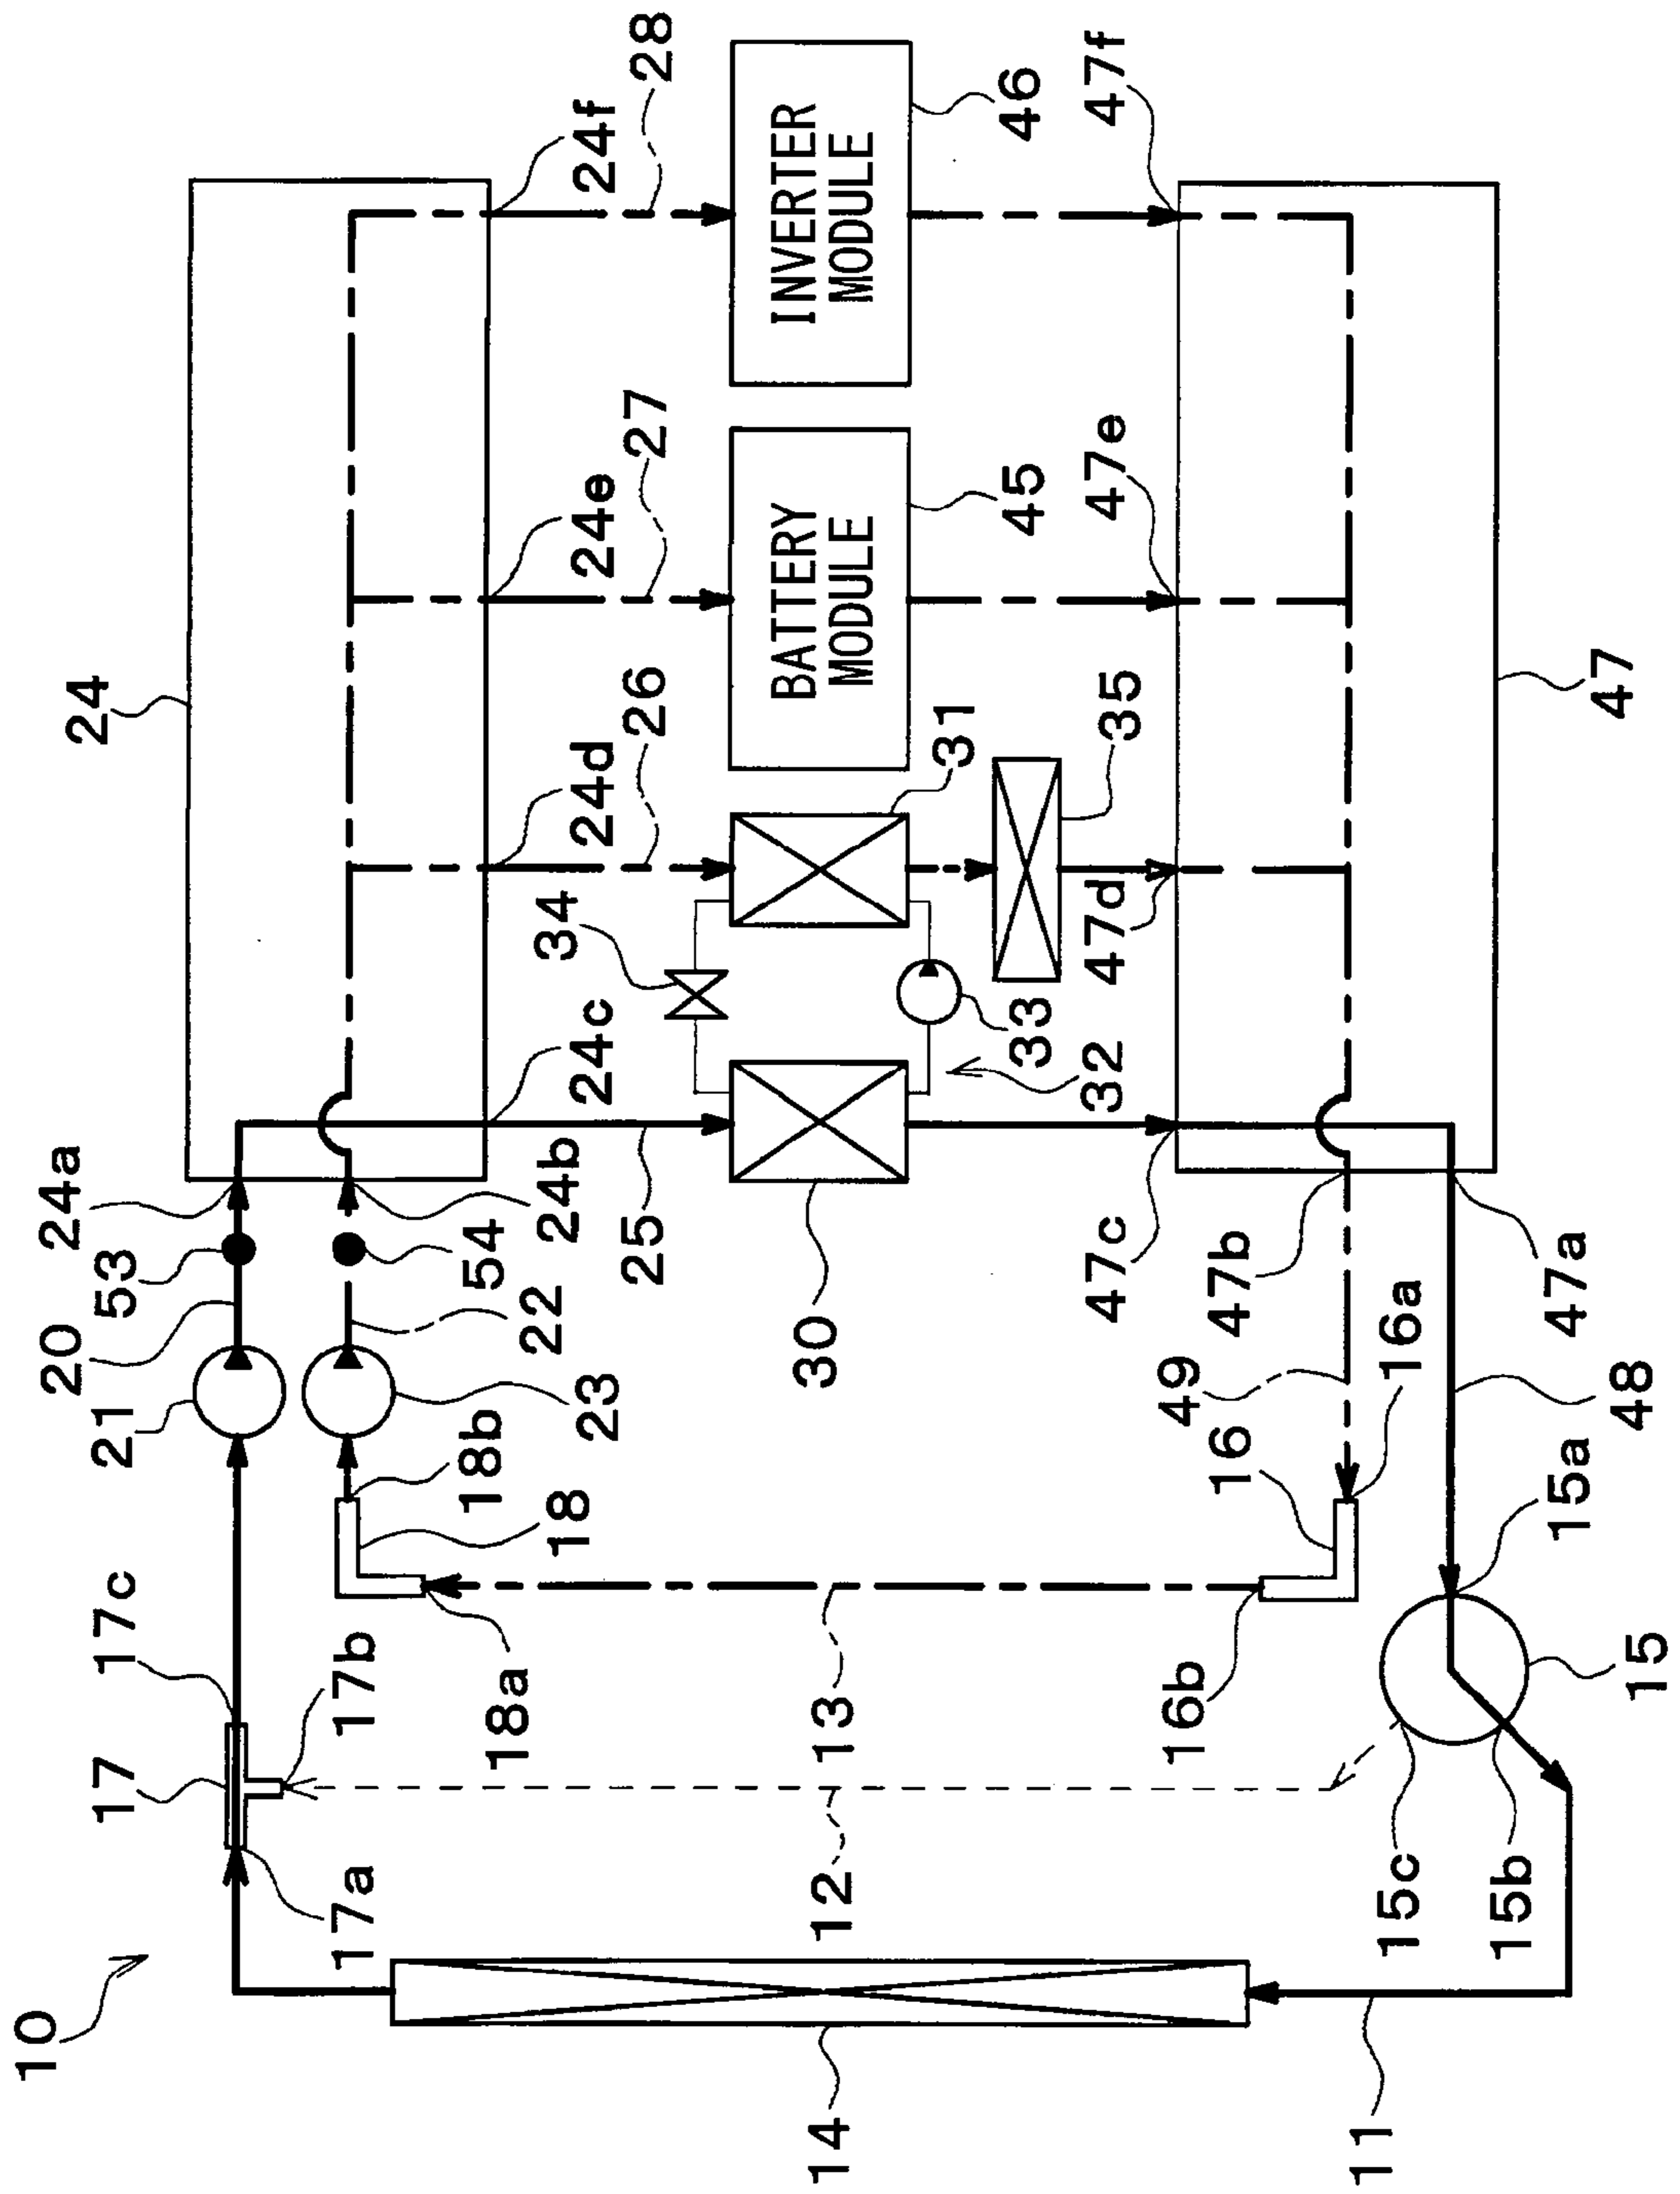 10
20
24a
24
17
17c
21
53
17a
17b
18b
54
18a
22
24b
34
18
23
24c
24d
24e
24f
25
26
27
28
BATTERY
MODULE
INVERTER
MODULE
14
12
13
30
31
33
45
46
32
47c
47d
35
47e
47f
16b
49
16
47b
11
15c
16a
15b
15a
47a
47
48
15